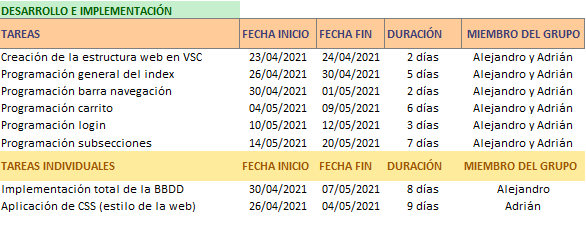 DESARROLLO E IMPLEMENTACIÓN
TAREAS FECHA INICIO FECHA FIN DURACIÓN MIEMBRO DEL GRUPO
Creación de la estructura web en VSC 23/04/2021 24/04/2021 2 días Alejandro y Adrián
Programación general del index 26/04/2021 30/04/2021 5 días Alejandro y Adrián
Programación barra navegación 30/04/2021 01/05/2021 2 días Alejandro y Adrián
Programación carrito 04/05/2021 09/05/2021 6 días Alejandro y Adrián
Programación login 10/05/2021 12/05/2021 3 días Alejandro y Adrián
Programación subsecciones 14/05/2021 20/05/2021 7 días Alejandro y Adrián
TAREAS INDIVIDUALES FECHA INICIO FECHA FIN DURACIÓN MIEMBRO DEL GRUPO
Implementación total de la BBDD 30/04/2021 07/05/2021 8 días Alejandro
Aplicación de CSS (estilo de la web) 26/04/2021 04/05/2021 9 días Adrián